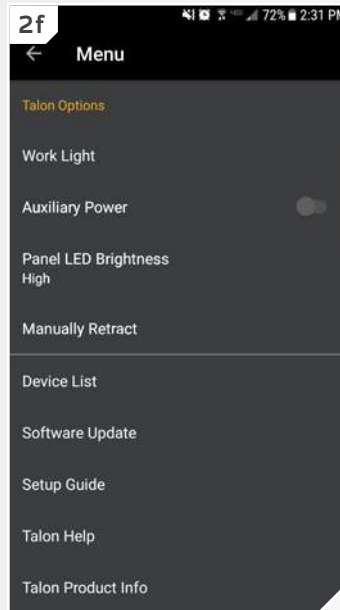 2f
72% 2:31 PM
Menu
Talon Options
Work Light
Auxiliary Power
Panel LED Brightness
High
Manually Retract
Device List
Software Update
Setup Guide
Talon Help
Talon Product Info